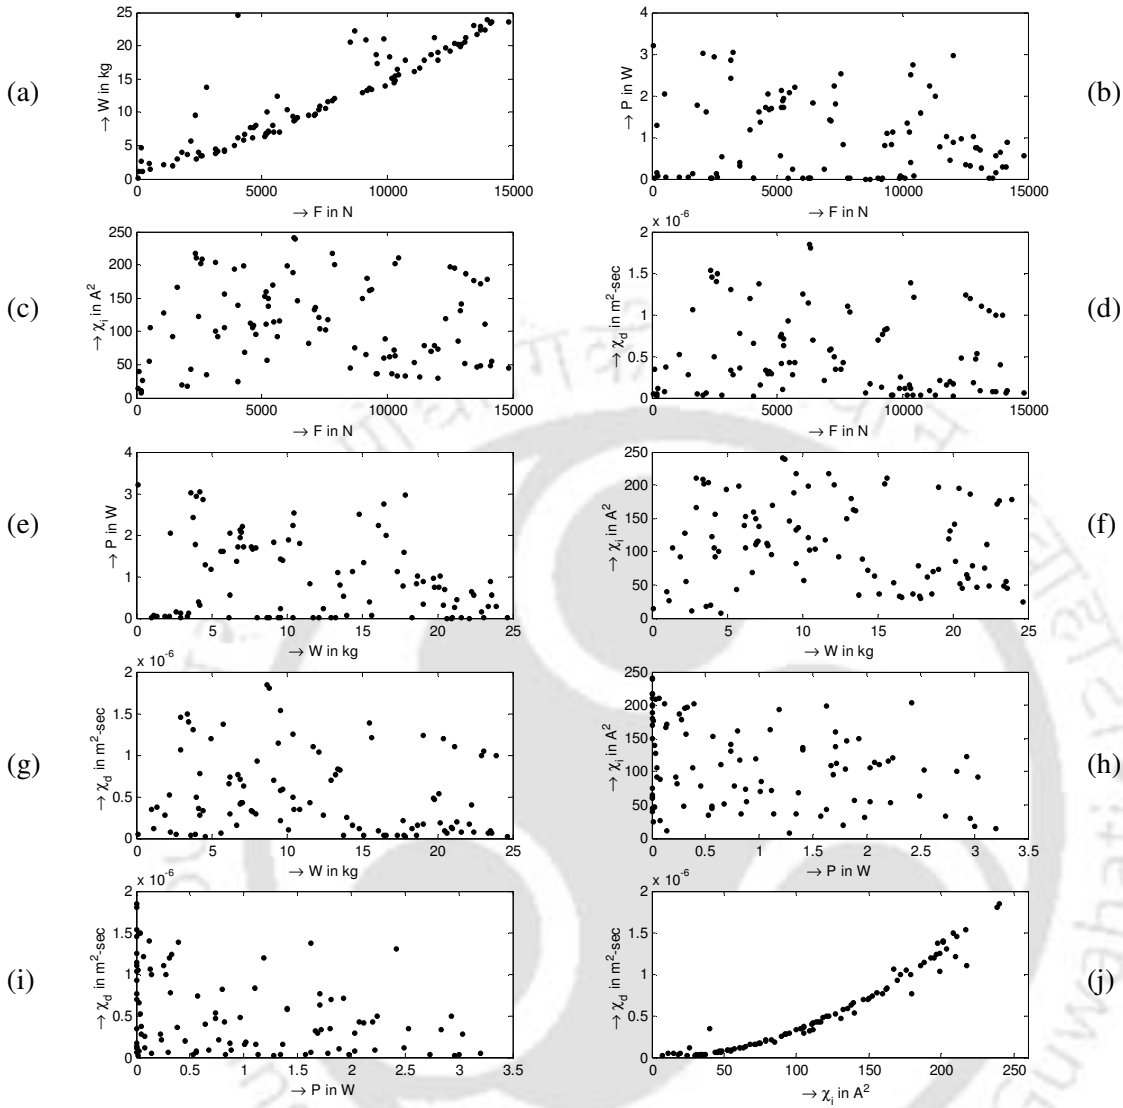 (a)
25
20
15
10
5
0
→ W in kg
0 5000 10000 15000
→ F in N
(b)
4
3
2
1
0
→ P in W
0 5000 10000 15000
→ F in N
(c)
250
200
150
100
50
0
→ χi in A²
0 5000 10000 15000
→ F in N
(d)
x 10⁻⁶
2
1.5
1
0.5
0
→ χd in m²-sec
0 5000 10000 15000
→ F in N
(e)
4
3
2
1
0
→ P in W
0 5 10 15 20 25
→ W in kg
(f)
250
200
150
100
50
0
→ χi in A²
0 5 10 15 20 25
→ W in kg
(g)
x 10⁻⁶
2
1.5
1
0.5
0
→ χd in m²-sec
0 5 10 15 20 25
→ W in kg
(h)
250
200
150
100
50
0
→ χi in A²
0 0.5 1 1.5 2 2.5 3 3.5
→ P in W
(i)
x 10⁻⁶
2
1.5
1
0.5
0
→ χd in m²-sec
0 0.5 1 1.5 2 2.5 3 3.5
→ P in W
(j)
x 10⁻⁶
2
1.5
1
0.5
0
→ χd in m²-sec
0 50 100 150 200 250
→ χi in A²